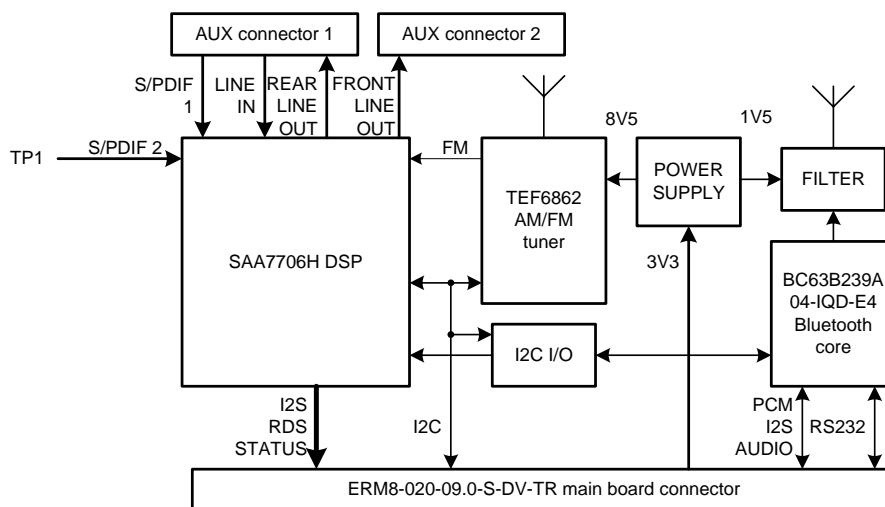 AUX connector 1
AUX connector 2
S/PDIF
1
LINE
IN
REAR
LINE
OUT
FRONT
LINE
OUT
8V5
1V5
TP1
S/PDIF 2
FM
TEF6862
AM/FM
tuner
POWER
SUPPLY
FILTER
SAA7706H DSP
3V3
BC63B239A
04-IQD-E4
Bluetooth
core
I2C I/O
I2S
RDS
STATUS
I2C
PCM
I2S
AUDIO
RS232
ERM8-020-09.0-S-DV-TR main board connector